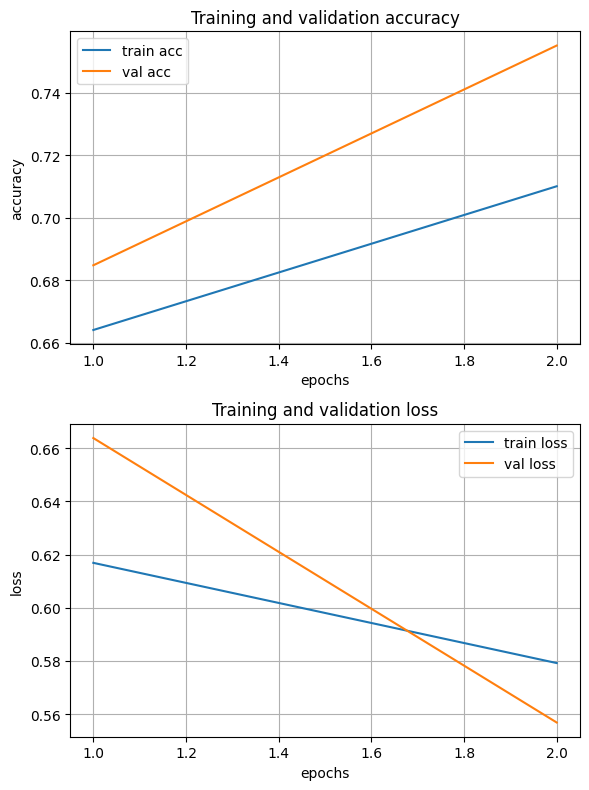 Training and validation accuracy
train acc
val acc
0.74
0.72
0.70
0.68
0.66
accuracy
1.0 1.2 1.4 1.6 1.8 2.0
epochs
Training and validation loss
train loss
val loss
0.66
0.64
0.62
0.60
0.58
0.56
loss
1.0 1.2 1.4 1.6 1.8 2.0
epochs